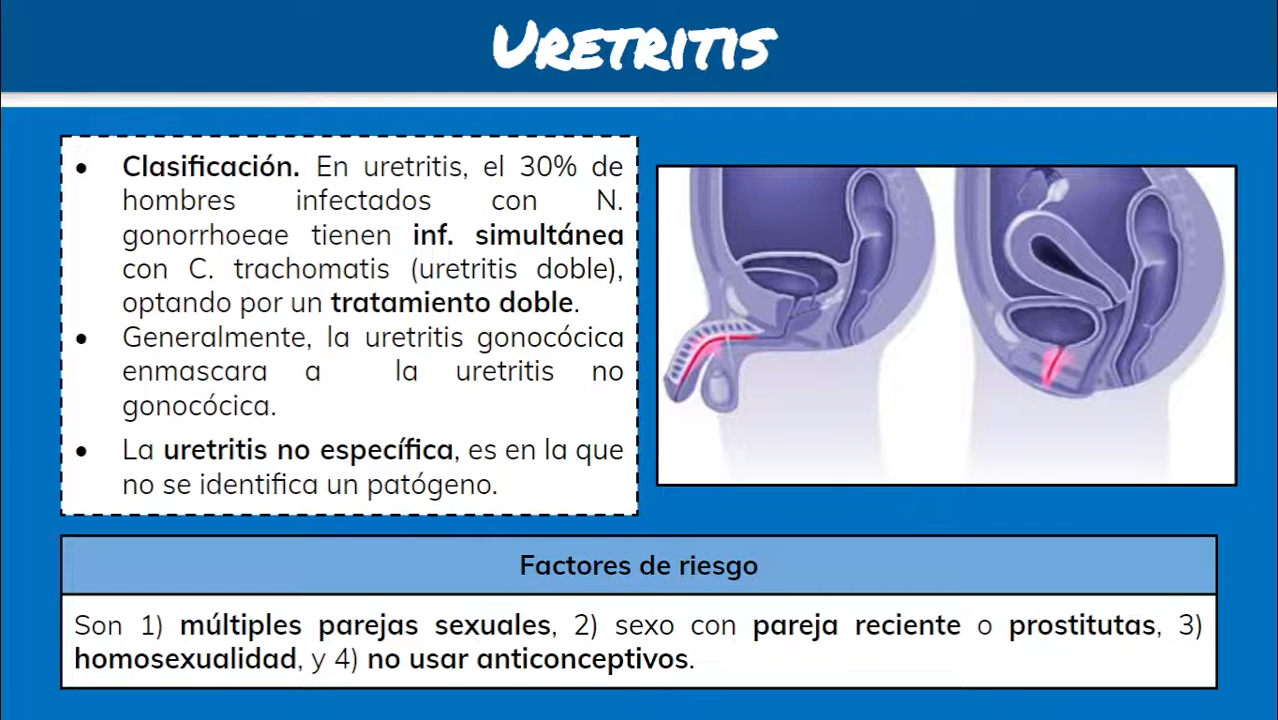 URETRITIS
• Clasificación. En uretritis, el 30% de
hombres infectados con N.
gonorrhoeae tienen inf. simultánea
con C. trachomatis (uretritis doble),
optando por un tratamiento doble.
• Generalmente, la uretritis gonocócica
enmascara a la uretritis no
gonocócica.
• La uretritis no específica, es en la que
no se identifica un patógeno.
Factores de riesgo
Son 1) múltiples parejas sexuales, 2) sexo con pareja reciente o prostitutas, 3)
homosexualidad, y 4) no usar anticonceptivos.